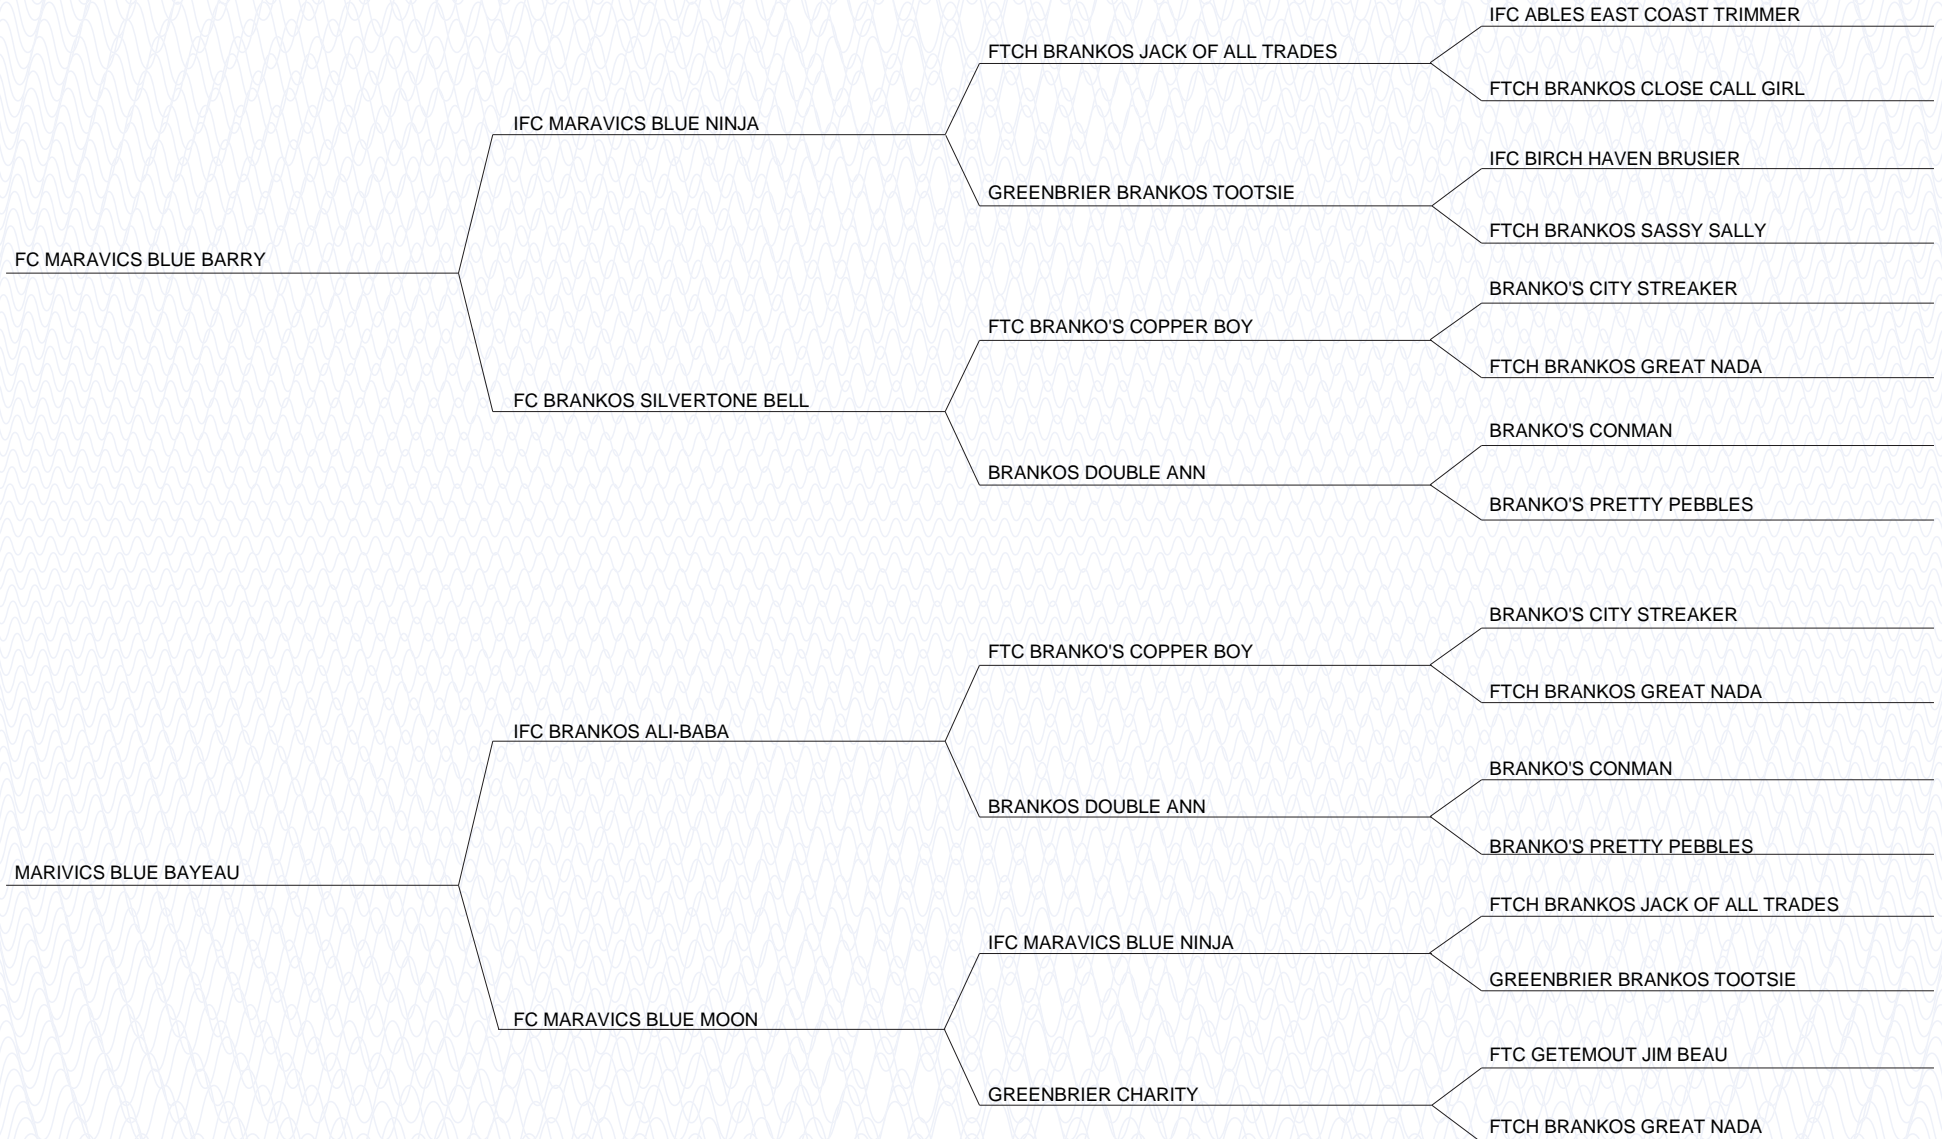 IFC ABLES EAST COAST TRIMMER
FTCH BRANKOS JACK OF ALL TRADES
FTCH BRANKOS CLOSE CALL GIRL
IFC MARAVICS BLUE NINJA
IFC BIRCH HAVEN BRUSIER
GREENBRIER BRANKOS TOOTSIE
FTCH BRANKOS SASSY SALLY
FC MARAVICS BLUE BARRY
BRANKO'S CITY STREAKER
FTC BRANKO'S COPPER BOY
FTCH BRANKOS GREAT NADA
FC BRANKOS SILVERTONE BELL
BRANKO'S CONMAN
BRANKOS DOUBLE ANN
BRANKO'S PRETTY PEBBLES
BRANKO'S CITY STREAKER
FTC BRANKO'S COPPER BOY
FTCH BRANKOS GREAT NADA
IFC BRANKOS ALI-BABA
BRANKO'S CONMAN
BRANKOS DOUBLE ANN
BRANKO'S PRETTY PEBBLES
MARIVICS BLUE BAYEAU
FTCH BRANKOS JACK OF ALL TRADES
IFC MARAVICS BLUE NINJA
GREENBRIER BRANKOS TOOTSIE
FC MARAVICS BLUE MOON
FTC GETEMOUT JIM BEAU
GREENBRIER CHARITY
FTCH BRANKOS GREAT NADA